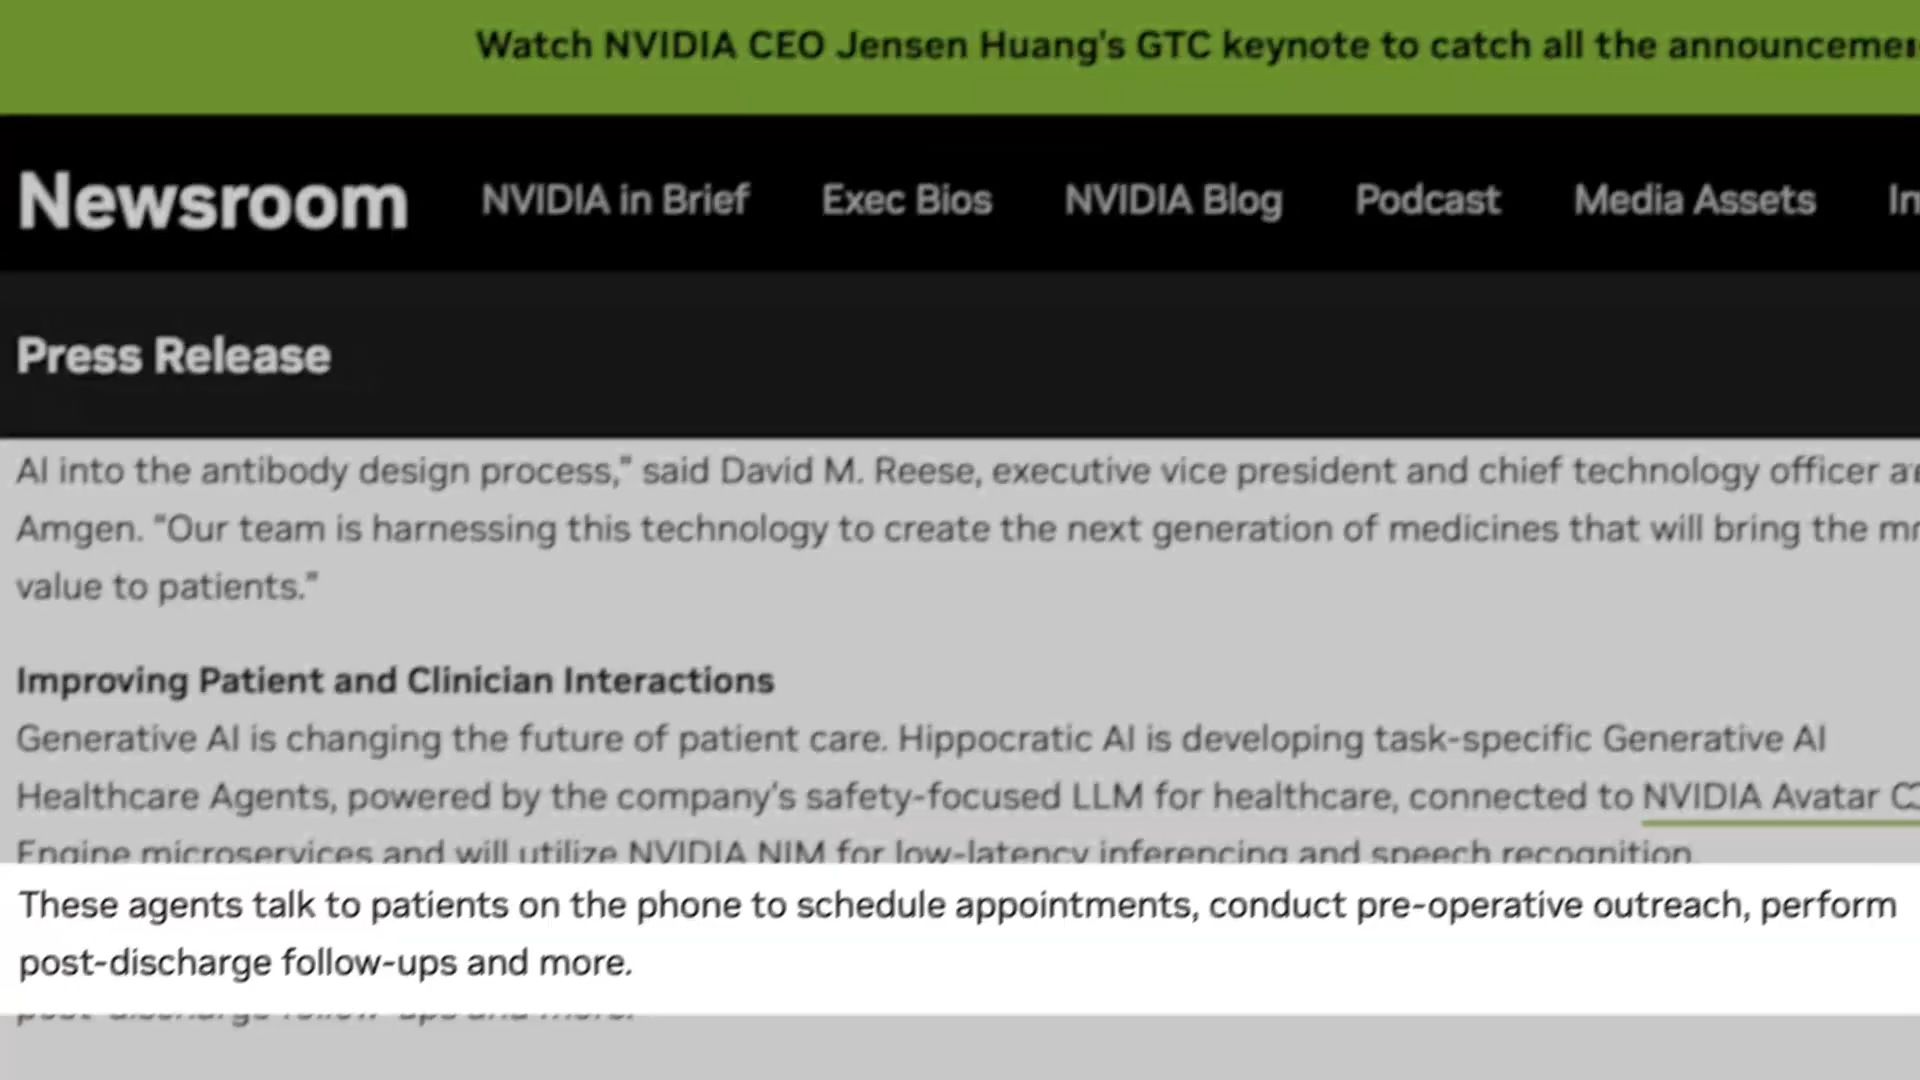 Watch NVIDIA CEO Jensen Huang's GTC keynote to catch all the
Newsroom NVIDIA in Brief Exec Bios NVIDIA Blog Podcast Media Assets
Press Release
AI into the antibody design process,” said David M. Reese, executive vice president and chief technology officer
Amgen. “Our team is harnessing this technology to create the next generation of medicines that will bring the
value to patients.”
Improving Patient and Clinician Interactions
Generative AI is changing the future of patient care. Hippocratic AI is developing task-specific Generative AI
Healthcare Agents, powered by the company’s safety-focused LLM for healthcare, connected to NVIDIA Avatar
Engine microservices and will utilize NVIDIA NIM for low-latency inferencing and speech recognition.
These agents talk to patients on the phone to schedule appointments, conduct pre-operative outreach, perform
post-discharge follow-ups and more.
post-discharge follow-ups and more.